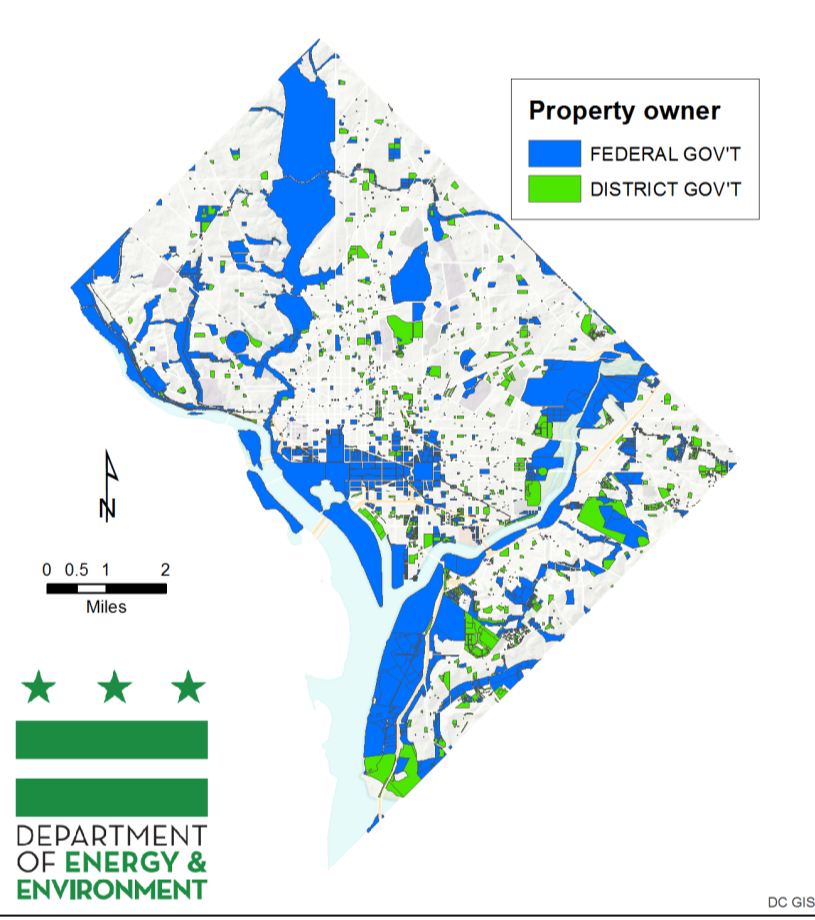 Property owner
FEDERAL GOV'T
DISTRICT GOV'T
N
0 0.5 1 2
Miles
DEPARTMENT
OF ENERGY &
ENVIRONMENT
DC GIS